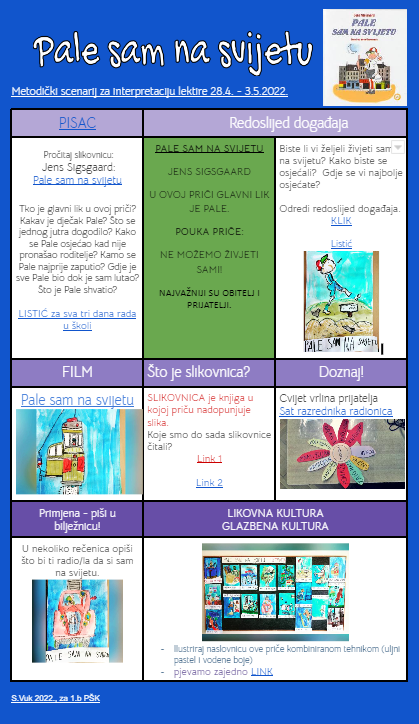 Pale sam na svijetu
PALE
SAM NA SVIJETU
Metodički scenarij za interpretaciju lektire 28.4. - 3.5.2022.
PISAC
Redoslijed događaja
Pročitaj slikovnicu:
Jens Sigsgaard:
Pale sam na svijetu
Tko je glavni lik u ovoj priči?
Kakav je dječak Pale? Što se
jednog jutra dogodilo? Kako
se Pale osjećao kad nije
pronašao roditelje? Kamo se
Pale najprije zaputio? Gdje je
sve Pale bio dok je sam lutao?
Što je Pale shvatio?
LISTIĆ za sva tri dana rada
u školi
PALE SAM NA SVIJETU
JENS SIGSGAARD
U OVOJ PRIČI GLAVNI LIK
JE PALE.
POUKA PRIČE:
NE MOŽEMO ŽIVJETI
SAMI!
NAJVAŽNIJI SU OBITELJ I
PRIJATELJI.
Biste li vi željeli živjeti sami
na svijetu? Kako biste se
osjećali? Gdje se vi najbolje
osjećate?
Odredi redoslijed događaja.
KLIK
Listić
PALE SAM NA SVIJETU
FILM
Što je slikovnica?
Doznaj!
Pale sam na svijetu
SLIKOVNICA je knjiga u
kojoj priču nadopunjuje
slika.
Koje smo do sada slikovnice
čitali?
Link 1
Link 2
Cvijet vrlina prijatelja
Sat razrednika radionica
Primjena - piši u
bilježnicu!
LIKOVNA KULTURA
GLAZBENA KULTURA
U nekoliko rečenica opiši
što bi ti radio/la da si sam
na svijetu.
- Ilustriraj naslovnicu ove priče kombiniranom tehnikom (uljni
pastel i vodene boje)
- pjevamo zajedno LINK
S.Vuk 2022., za 1.b PŠK